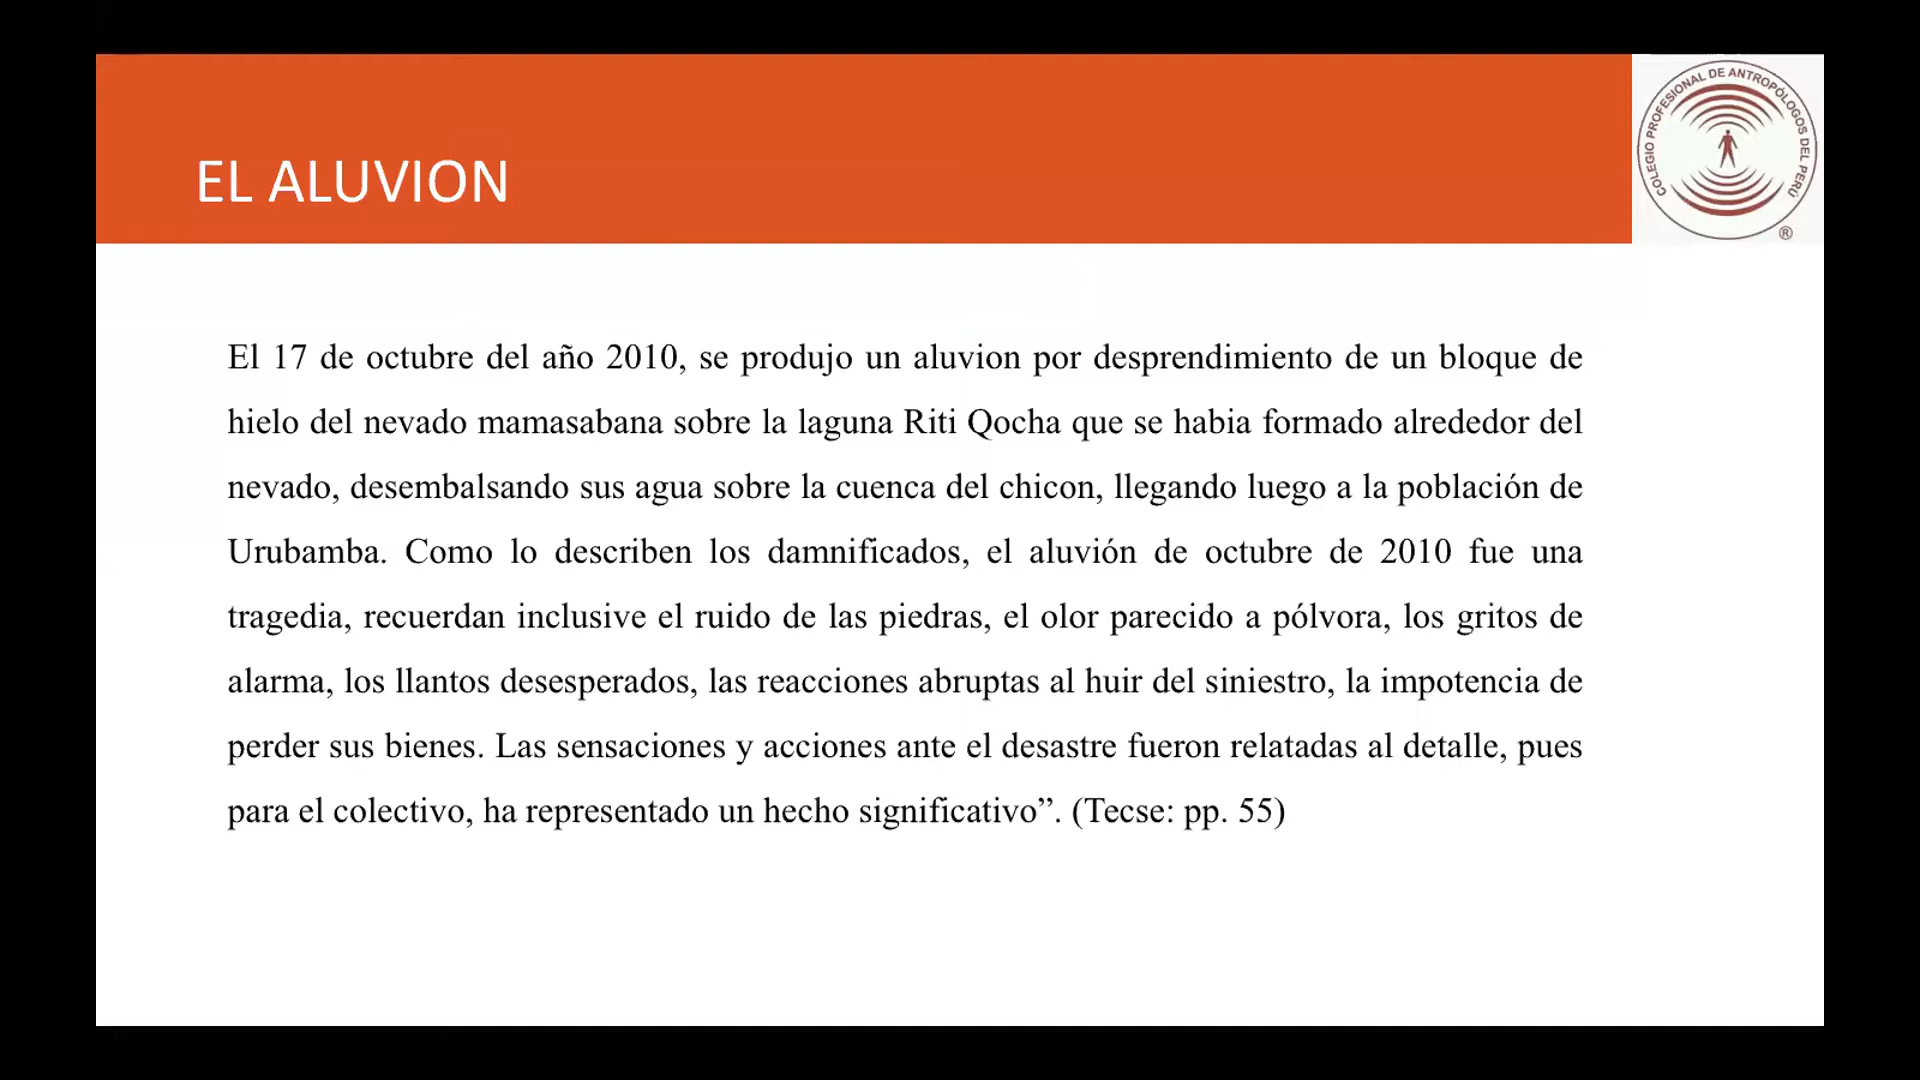 EL ALUVION
COLEGIO PROFESIONAL DE ANTROPÓLOGOS DEL PERÚ
®
El 17 de octubre del año 2010, se produjo un aluvion por desprendimiento de un bloque de
hielo del nevado mamasabana sobre la laguna Riti Qocha que se habia formado alrededor del
nevado, desembalsando sus agua sobre la cuenca del chicon, llegando luego a la población de
Urubamba. Como lo describen los damnificados, el aluvión de octubre de 2010 fue una
tragedia, recuerdan inclusive el ruido de las piedras, el olor parecido a pólvora, los gritos de
alarma, los llantos desesperados, las reacciones abruptas al huir del siniestro, la impotencia de
perder sus bienes. Las sensaciones y acciones ante el desastre fueron relatadas al detalle, pues
para el colectivo, ha representado un hecho significativo”. (Tecse: pp. 55)